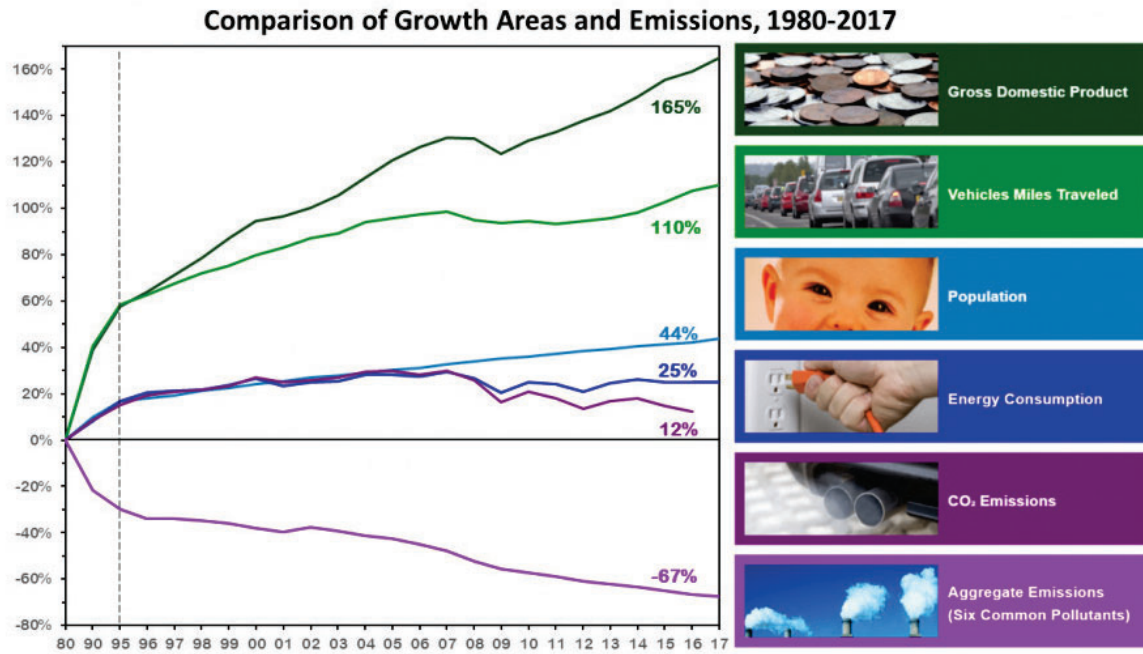 Comparison of Growth Areas and Emissions, 1980-2017
160%
140%
120%
100%
80%
60%
40%
20%
0%
-20%
-40%
-60%
-80%
165%
110%
44%
25%
12%
-67%
80 90 95 96 97 98 99 00 01 02 03 04 05 06 07 08 09 10 11 12 13 14 15 16 17
Gross Domestic Product
Vehicles Miles Traveled
Population
Energy Consumption
CO₂ Emissions
Aggregate Emissions
(Six Common Pollutants)